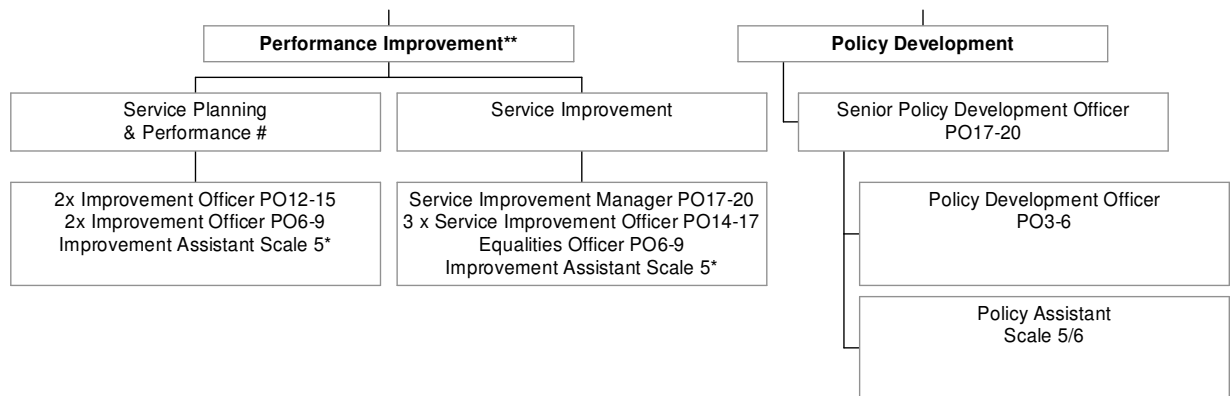 Performance Improvement**
Policy Development
Service Planning
& Performance #
Service Improvement
Senior Policy Development Officer
PO17-20
2x Improvement Officer PO12-15
2x Improvement Officer PO6-9
Improvement Assistant Scale 5*
Service Improvement Manager PO17-20
3 x Service Improvement Officer PO14-17
Equalities Officer PO6-9
Improvement Assistant Scale 5*
Policy Development Officer
PO3-6
Policy Assistant
Scale 5/6